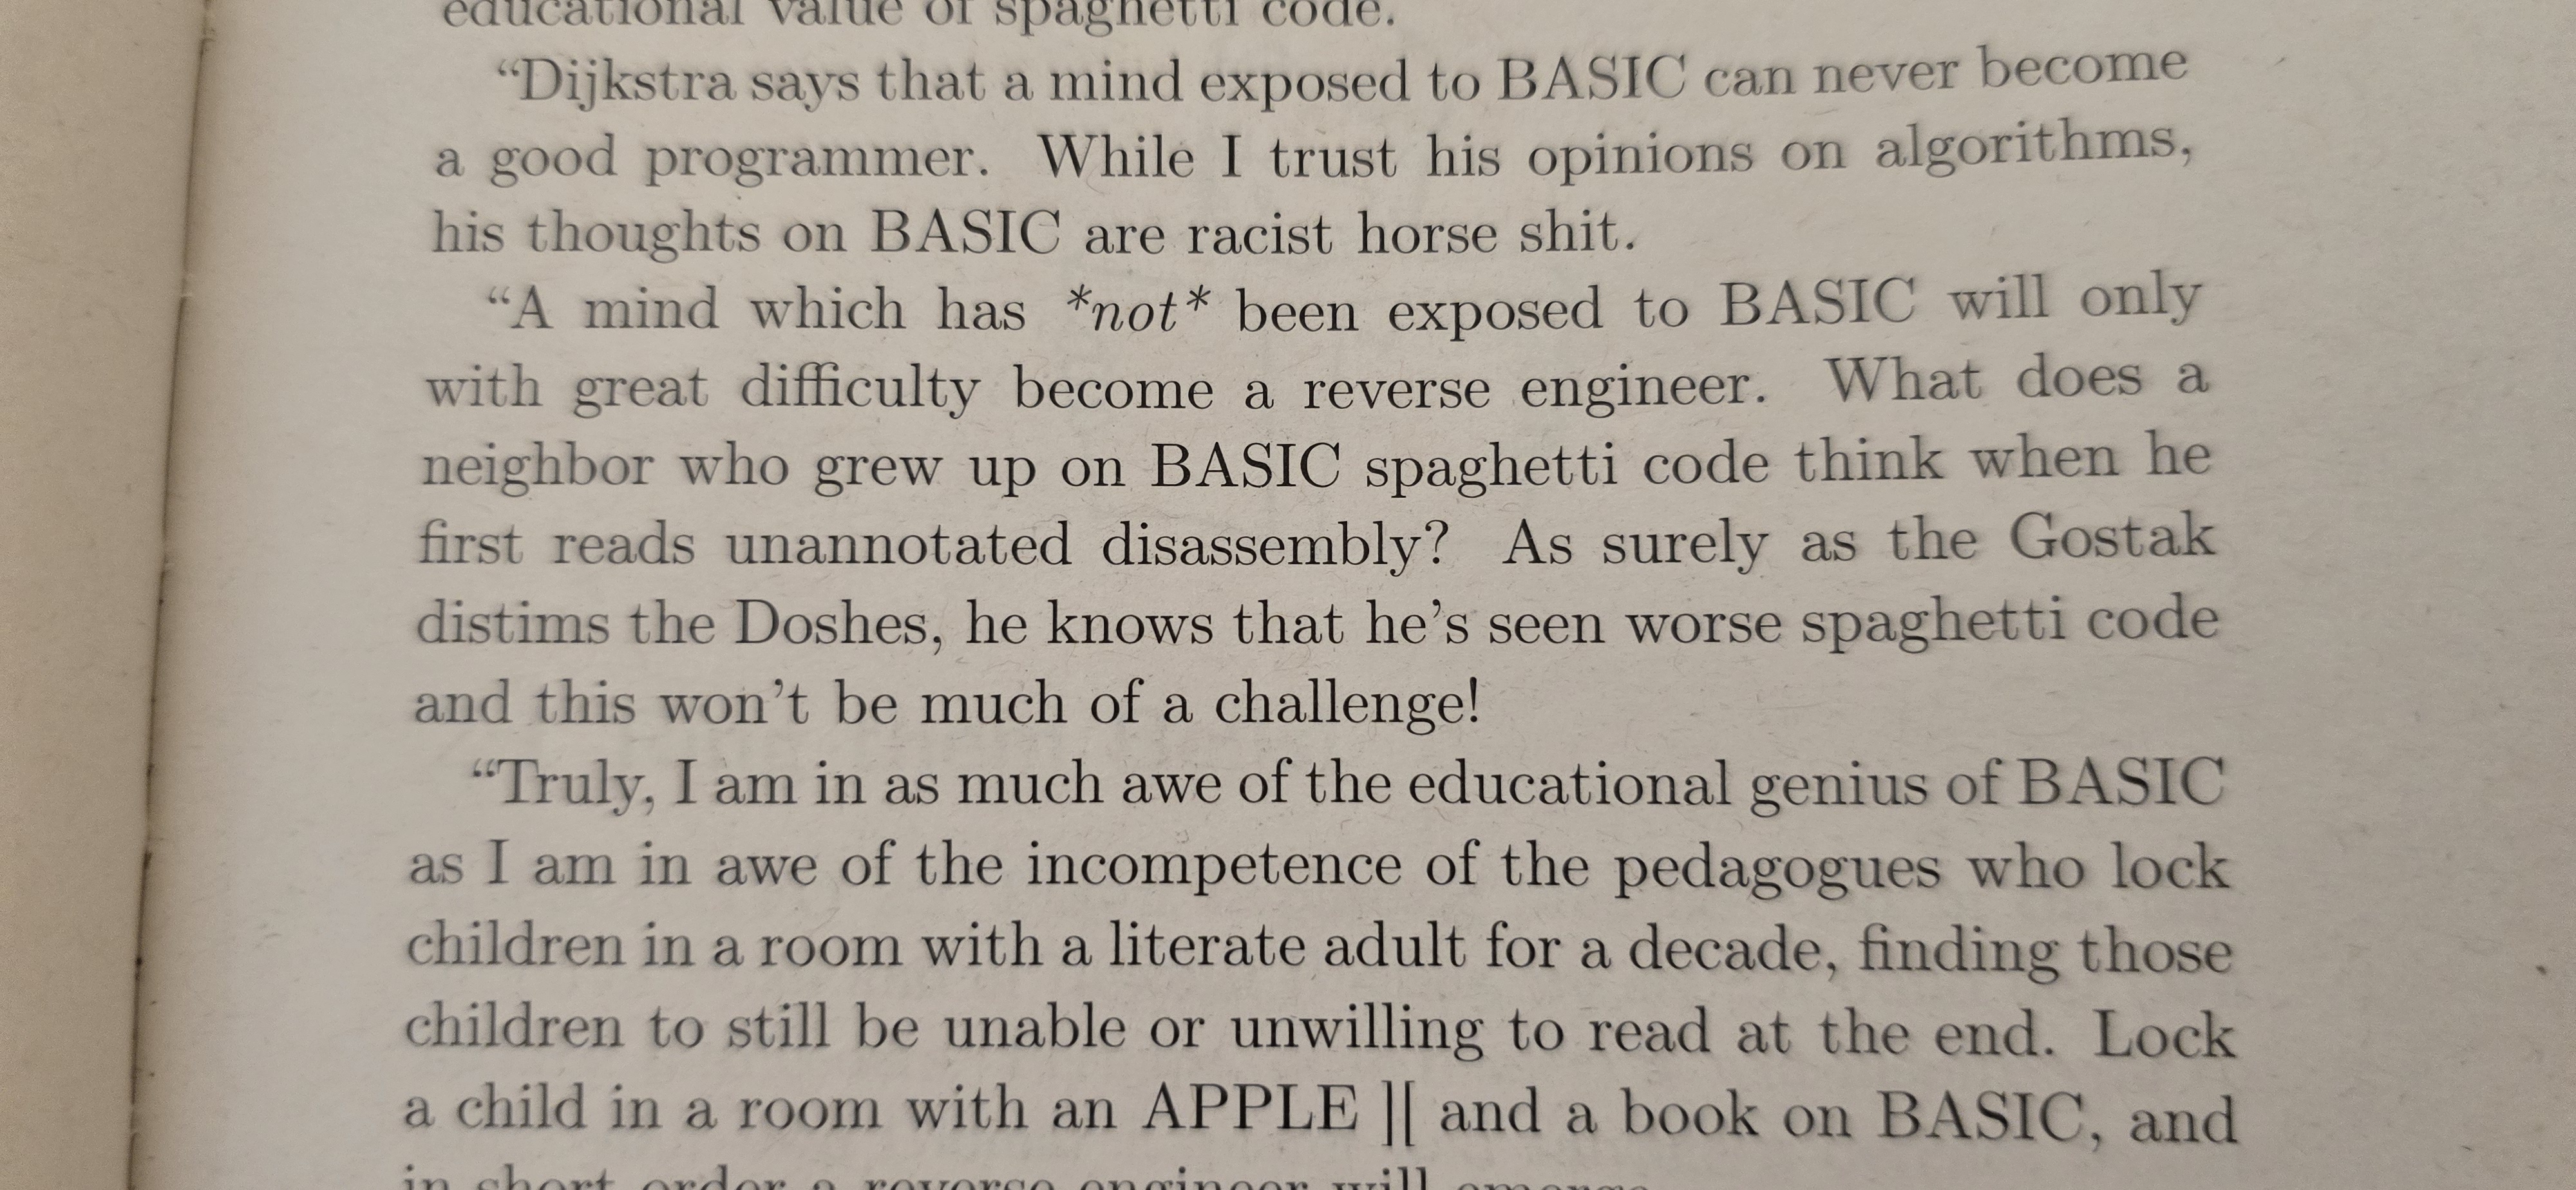 educational value of spaghetti code.
“Dijkstra says that a mind exposed to BASIC can never become
a good programmer. While I trust his opinions on algorithms,
his thoughts on BASIC are racist horse shit.
“A mind which has *not* been exposed to BASIC will only
with great difficulty become a reverse engineer. What does a
neighbor who grew up on BASIC spaghetti code think when he
first reads unannotated disassembly? As surely as the Gostak
distims the Doshes, he knows that he’s seen worse spaghetti code
and this won’t be much of a challenge!
“Truly, I am in as much awe of the educational genius of BASIC
as I am in awe of the incompetence of the pedagogues who lock
children in a room with a literate adult for a decade, finding those
children to still be unable or unwilling to read at the end. Lock
a child in a room with an APPLE ][ and a book on BASIC, and
in short order a reverse engineer will emerge.